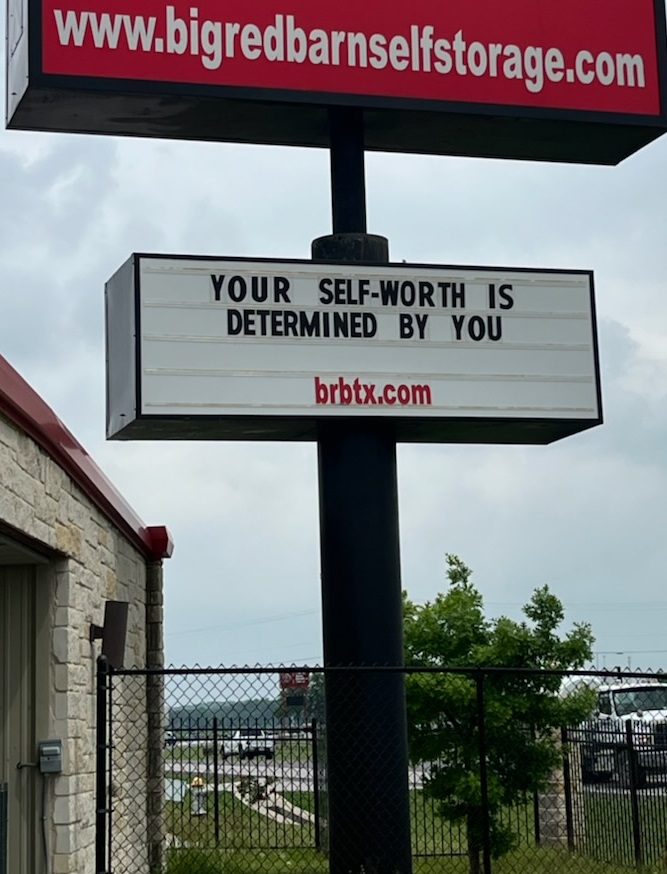 www.bigredbarnselfstorage.com
YOUR SELF-WORTH IS
DETERMINED BY YOU
brbtx.com